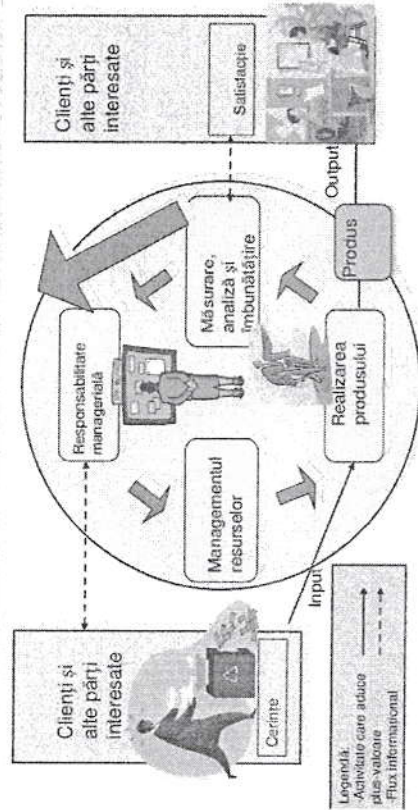 Clienți și
alte părți
interesate
Cerințe
Input
Responsabilitate
managerială
Managementul
resurselor
Măsurare,
analiză și
îmbunătățire
Realizarea
produsului
Produs
Output
Clienți și
alte părți
interesate
Satisfacție
Legendă:
-Activitate care aduce
plus-valoare
-Flux informațional